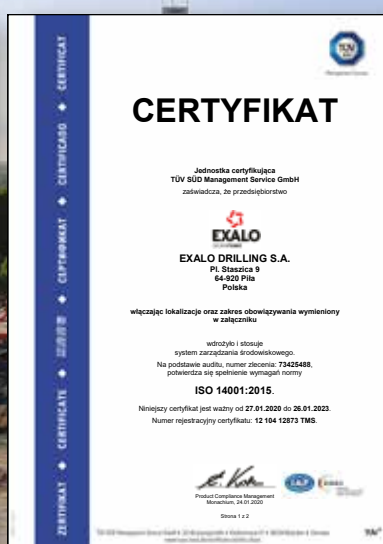 CERTYFIKAT
Jednostka certyfikująca
TÜV SÜD Management Service GmbH
zaświadcza, że przedsiębiorstwo
EXALO
EXALO DRILLING S.A.
Pl. Staszica 9
64-920 Piła
Polska
włączając lokalizacje oraz zakres obowiązywania wymieniony
w załączniku
wdrożyło i stosuje
system zarządzania środowiskowego.
Na podstawie auditu, numer zlecenia: 73425488,
potwierdza się spełnienie wymagań normy
ISO 14001:2015.
Niniejszy certyfikat jest ważny od 27.01.2020 do 26.01.2023.
Numer rejestracyjny certyfikatu: 12 104 12873 TMS.
Product Compliance Management
Monachium, 24.01.2020
Strona 1 z 2
TÜV
ZERTIFIKAT ◆ CERTIFICATE ◆
◆ СЕРТИФИКАТ ◆ CERTIFICADO ◆ CERTIFICAT